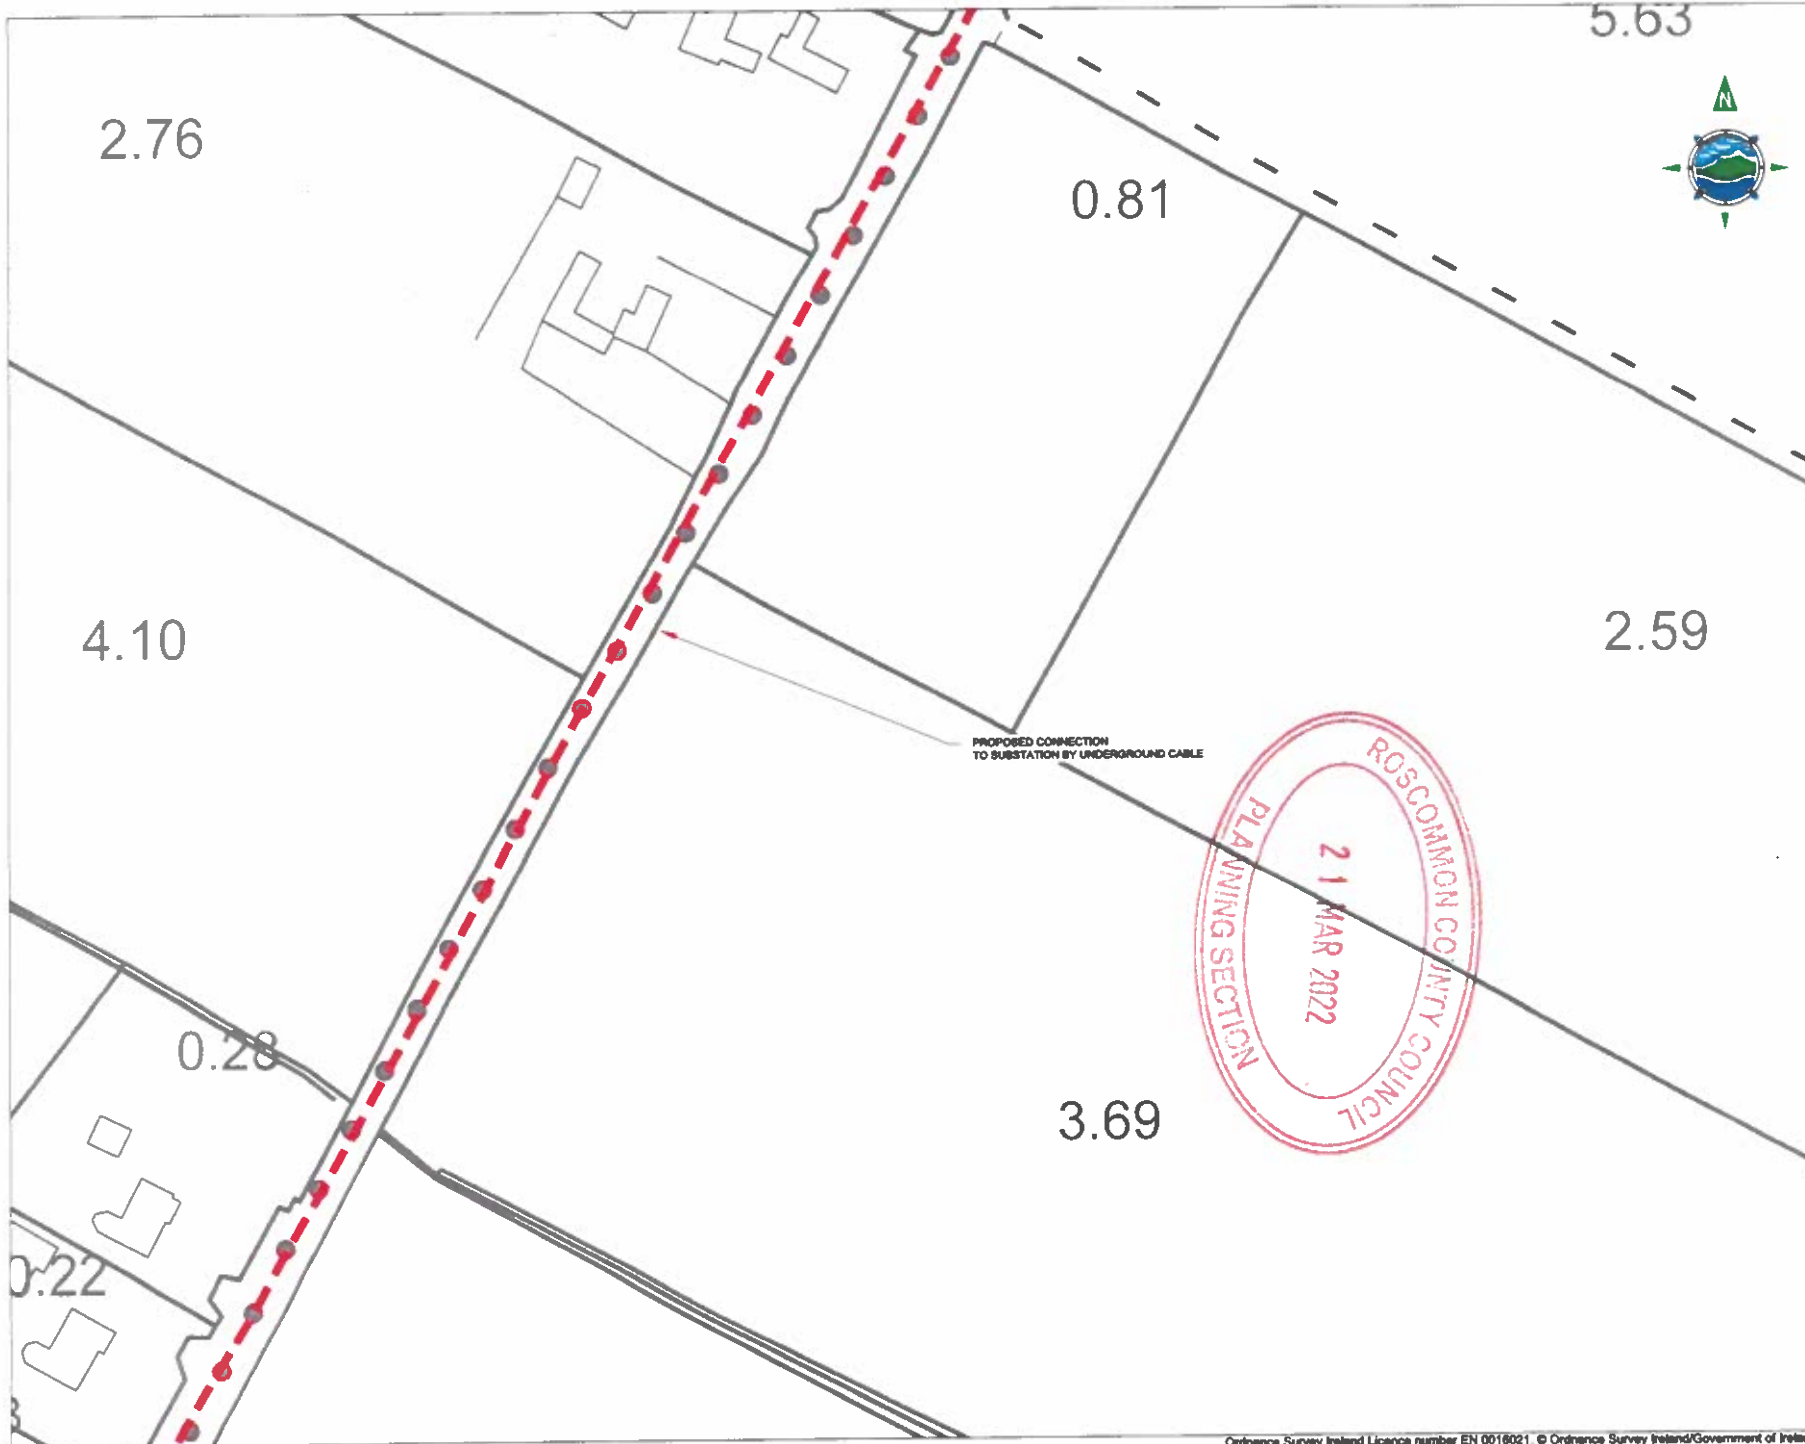 5.63
N
2.76
0.81
4.10
2.59
PROPOSED CONNECTION
TO SUBSTATION BY UNDERGROUND CABLE
ROSCOMMON COUNTY COUNCIL
21 MAR 2022
PLANNING SECTION
0.28
3.69
0.22
Ordnance Survey Ireland Licence number EN 0016021. © Ordnance Survey Ireland/Government of